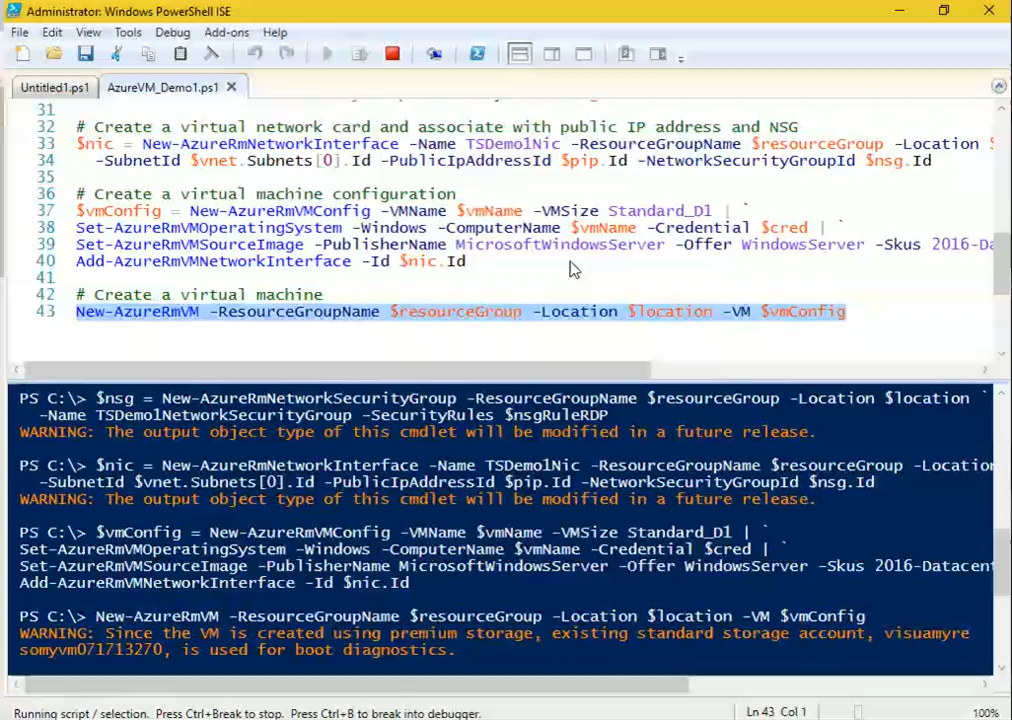 Administrator: Windows PowerShell ISE
File Edit View Tools Debug Add-ons Help
Untitled1.ps1 AzureVM_Demo1.ps1
31
32 # Create a virtual network card and associate with public IP address and NSG
33 $nic = New-AzureRmNetworkInterface -Name TSDemo1Nic -ResourceGroupName $resourceGroup -Location
34 -SubnetId $vnet.Subnets[0].Id -PublicIpAddressId $pip.Id -NetworkSecurityGroupId $nsg.Id
35
36 # Create a virtual machine configuration
37 $vmConfig = New-AzureRmVMConfig -VMName $vmName -VMSize Standard_D1 | `
38 Set-AzureRmVMOperatingSystem -Windows -ComputerName $vmName -Credential $cred | `
39 Set-AzureRmVMSourceImage -PublisherName MicrosoftWindowsServer -Offer WindowsServer -Skus 2016-Da
40 Add-AzureRmVMNetworkInterface -Id $nic.Id
41
42 # Create a virtual machine
43 New-AzureRmVM -ResourceGroupName $resourceGroup -Location $location -VM $vmConfig
PS C:\> $nsg = New-AzureRmNetworkSecurityGroup -ResourceGroupName $resourceGroup -Location $location `
-Name TSDemo1NetworkSecurityGroup -SecurityRules $nsgRuleRDP
WARNING: The output object type of this cmdlet will be modified in a future release.
PS C:\> $nic = New-AzureRmNetworkInterface -Name TSDemo1Nic -ResourceGroupName $resourceGroup -Location
-SubnetId $vnet.Subnets[0].Id -PublicIpAddressId $pip.Id -NetworkSecurityGroupId $nsg.Id
WARNING: The output object type of this cmdlet will be modified in a future release.
PS C:\> $vmConfig = New-AzureRmVMConfig -VMName $vmName -VMSize Standard_D1 | `
Set-AzureRmVMOperatingSystem -Windows -ComputerName $vmName -Credential $cred | `
Set-AzureRmVMSourceImage -PublisherName MicrosoftWindowsServer -Offer WindowsServer -Skus 2016-Datacent
Add-AzureRmVMNetworkInterface -Id $nic.Id
PS C:\> New-AzureRmVM -ResourceGroupName $resourceGroup -Location $location -VM $vmConfig
WARNING: Since the VM is created using premium storage, existing standard storage account, visuamyre
somyvm071713270, is used for boot diagnostics.
Running script / selection. Press Ctrl+Break to stop. Press Ctrl+B to break into debugger. Ln 43 Col 1 100%